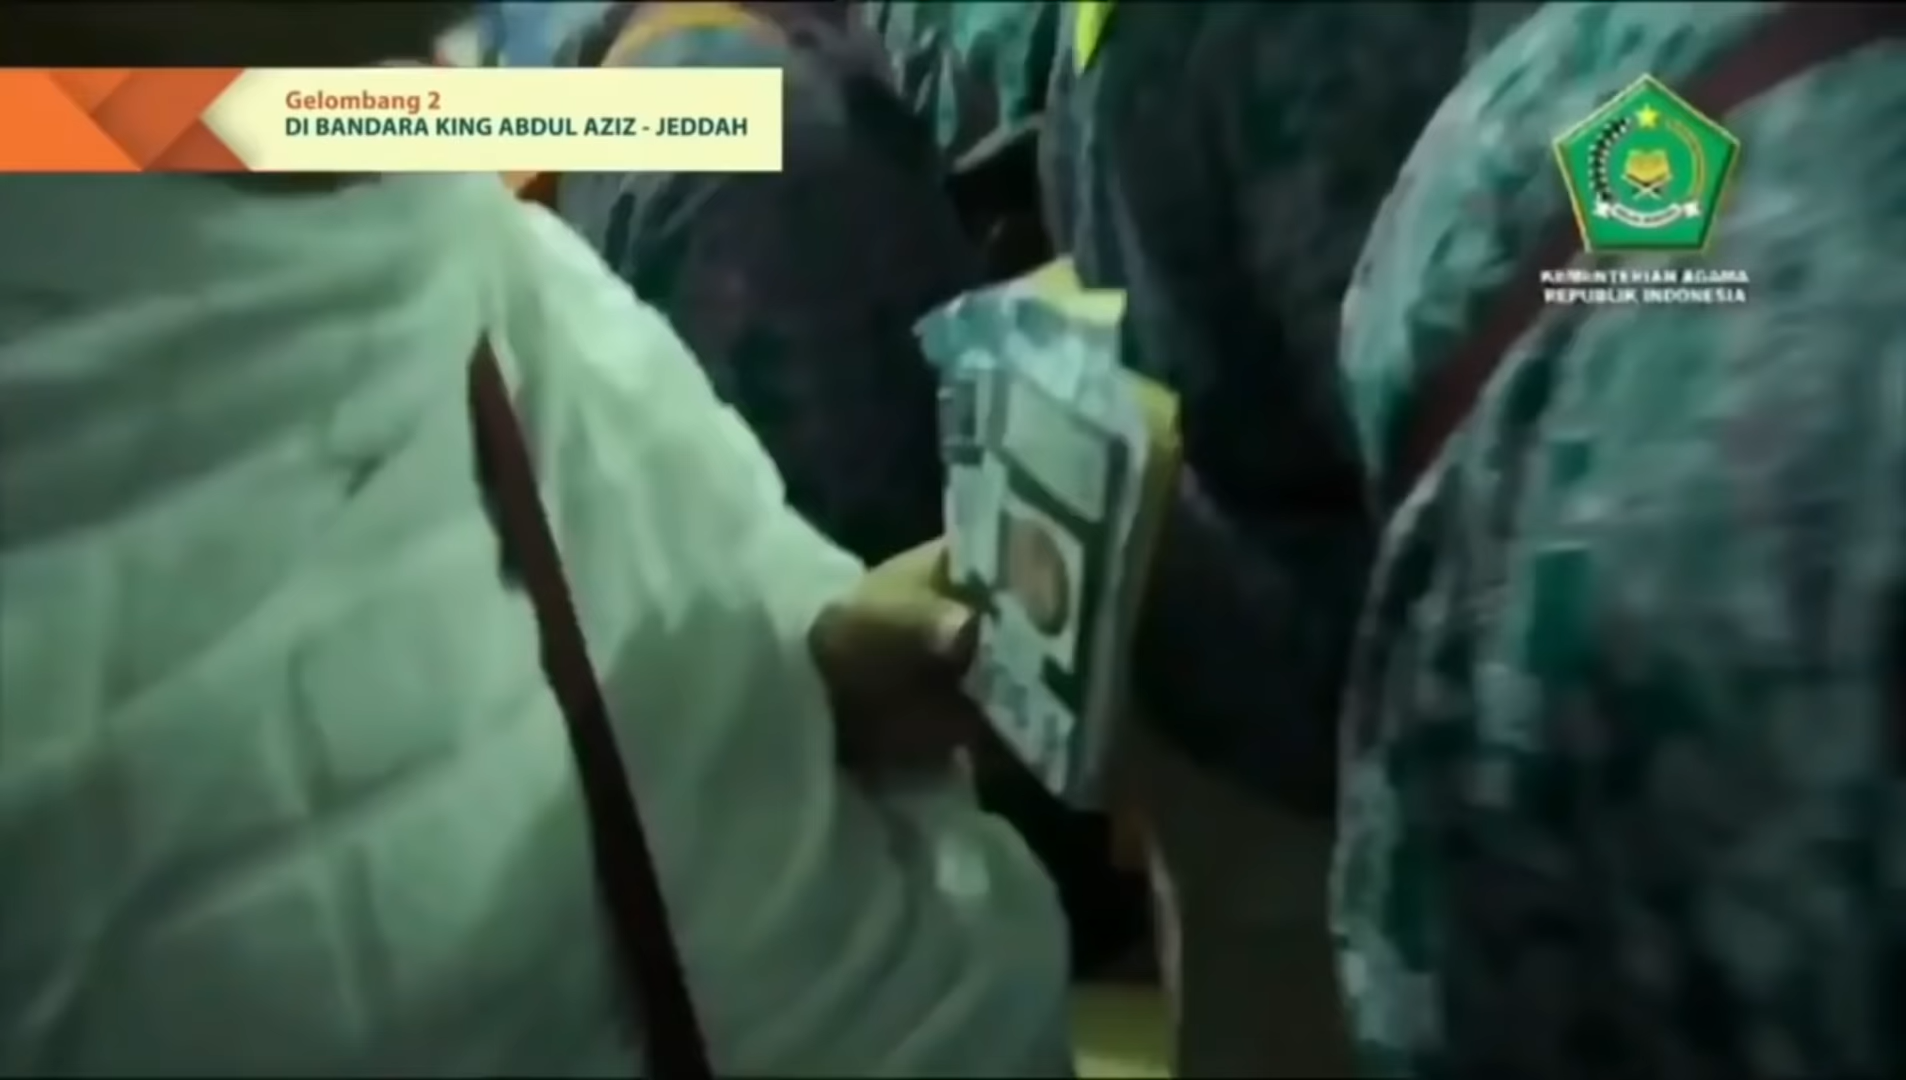 Gelombang 2
DI BANDARA KING ABDUL AZIZ - JEDDAH
KEMENTERIAN AGAMA
REPUBLIK INDONESIA